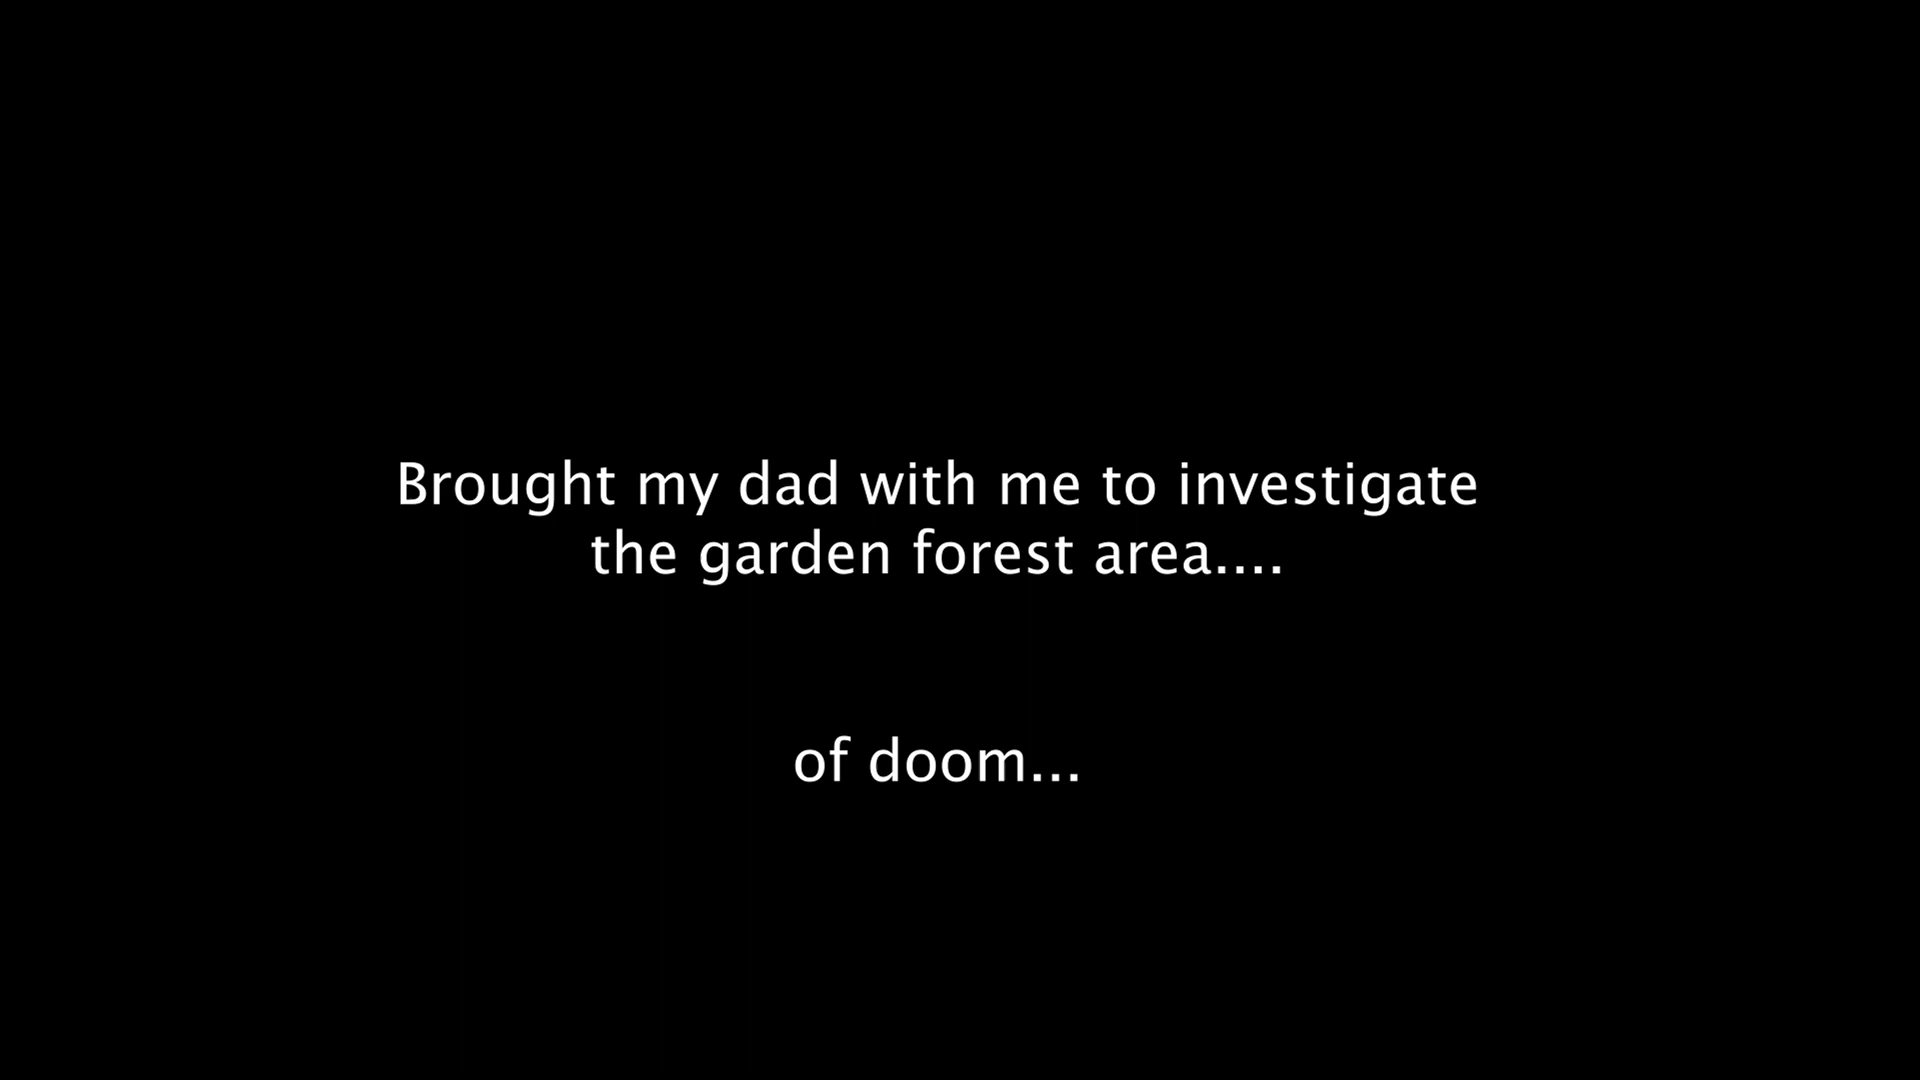 Brought my dad with me to investigate
the garden forest area....
of doom...